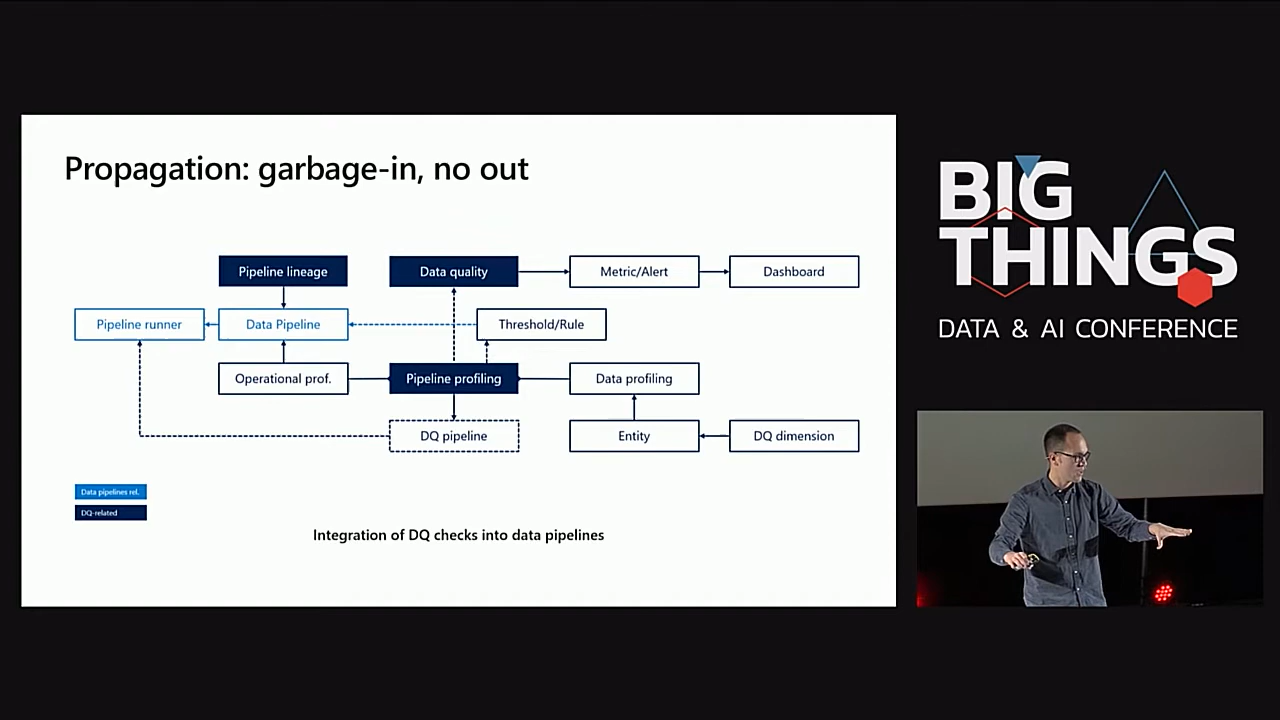 Propagation: garbage-in, no out
Pipeline lineage
Data quality
Metric/Alert
Dashboard
Pipeline runner
Data Pipeline
Threshold/Rule
Operational prof.
Pipeline profiling
Data profiling
DQ pipeline
Entity
DQ dimension
Data pipelines rel.
DQ-related
Integration of DQ checks into data pipelines
BIG
THINGS
DATA & AI CONFERENCE